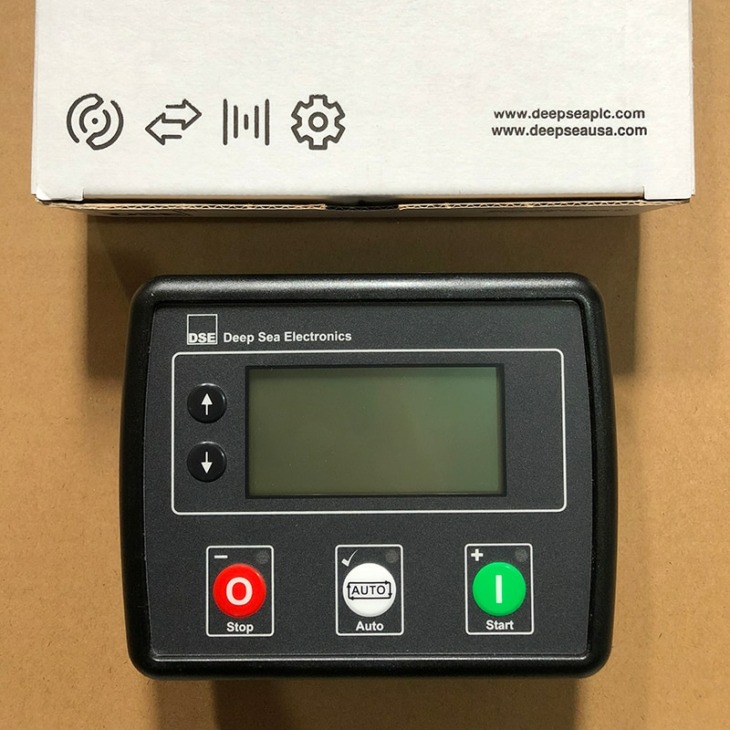 www.deepseaplc.com
www.deepseausa.com
DSE Deep Sea Electronics
− ✓ +
O AUTO I
Stop Auto Start